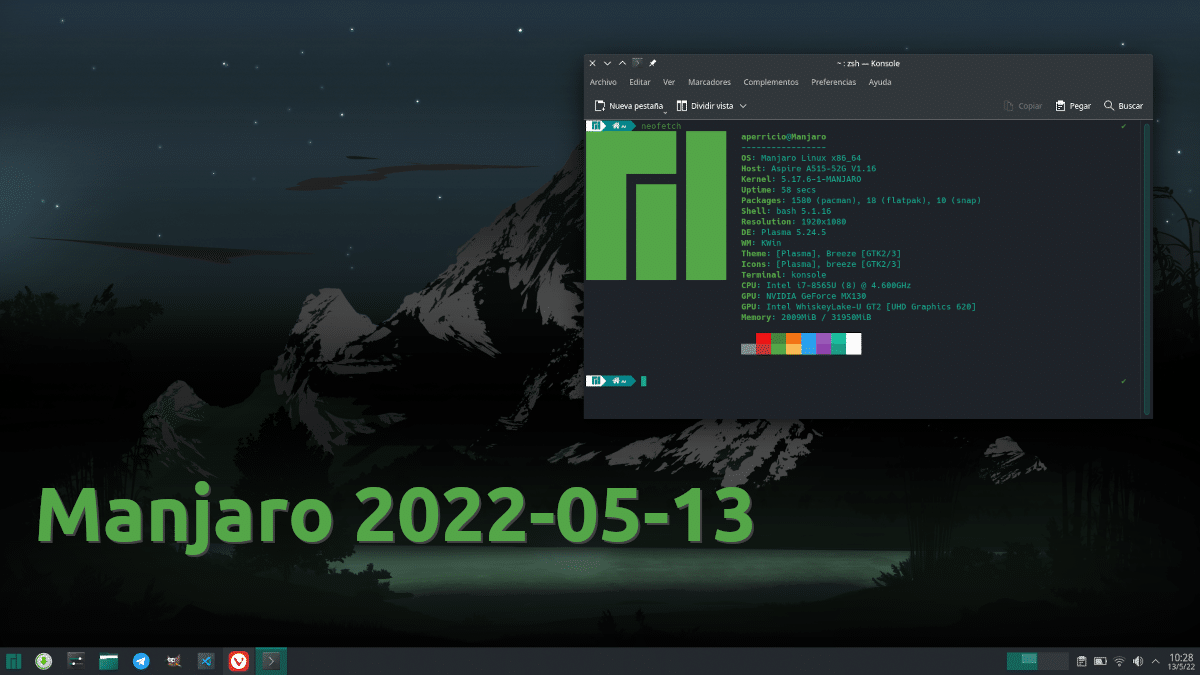 ~ : zsh — Konsole
Archivo Editar Ver Marcadores Complementos Preferencias Ayuda
Nueva pestaña Dividir vista Copiar Pegar Buscar
~ neofetch
aperricio@Manjaro
-----------------
OS: Manjaro Linux x86_64
Host: Aspire A515-52G V1.16
Kernel: 5.17.6-1-MANJARO
Uptime: 58 secs
Packages: 1580 (pacman), 18 (flatpak), 10 (snap)
Shell: bash 5.1.16
Resolution: 1920x1080
DE: Plasma 5.24.5
WM: KWin
Theme: [Plasma], Breeze [GTK2/3]
Icons: [Plasma], breeze [GTK2/3]
Terminal: konsole
CPU: Intel i7-8565U (8) @ 4.600GHz
GPU: NVIDIA GeForce MX130
GPU: Intel WhiskeyLake-U GT2 [UHD Graphics 620]
Memory: 2009MiB / 31950MiB
~
Manjaro 2022-05-13
10:28
13/5/22